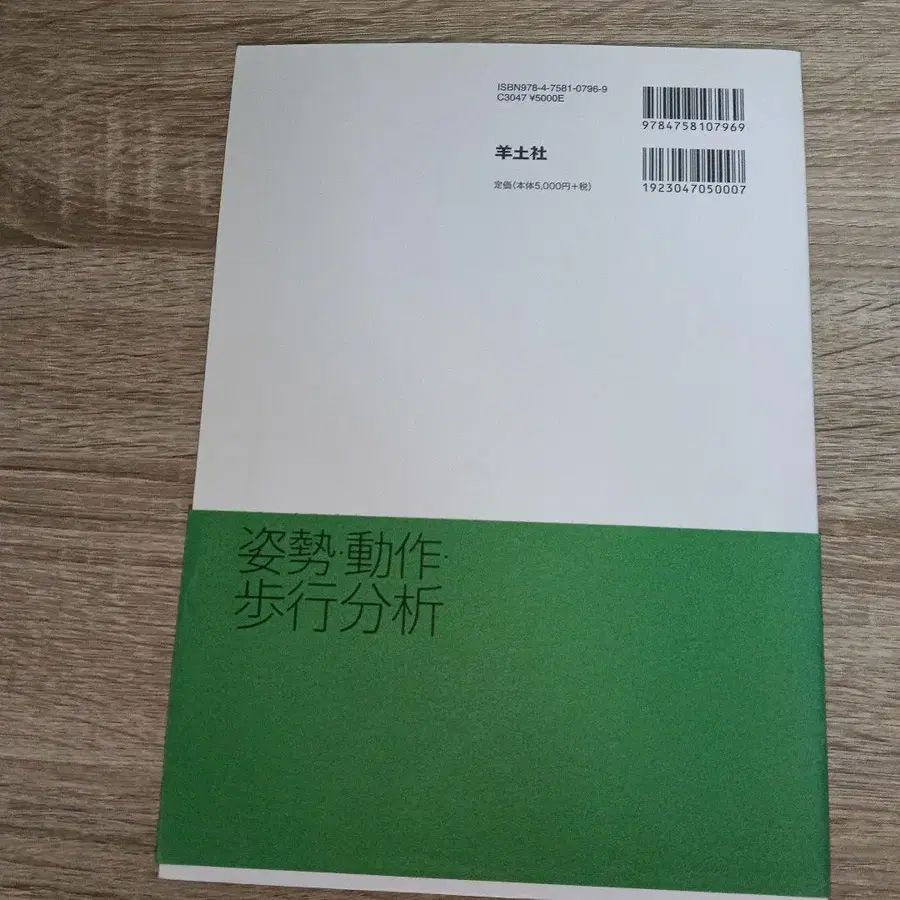 ISBN978-4-7581-0796-9
C3047 ¥5000E
9784758107969
羊土社
定価(本体5,000円+税)
1923047050007
姿勢・動作・
歩行分析